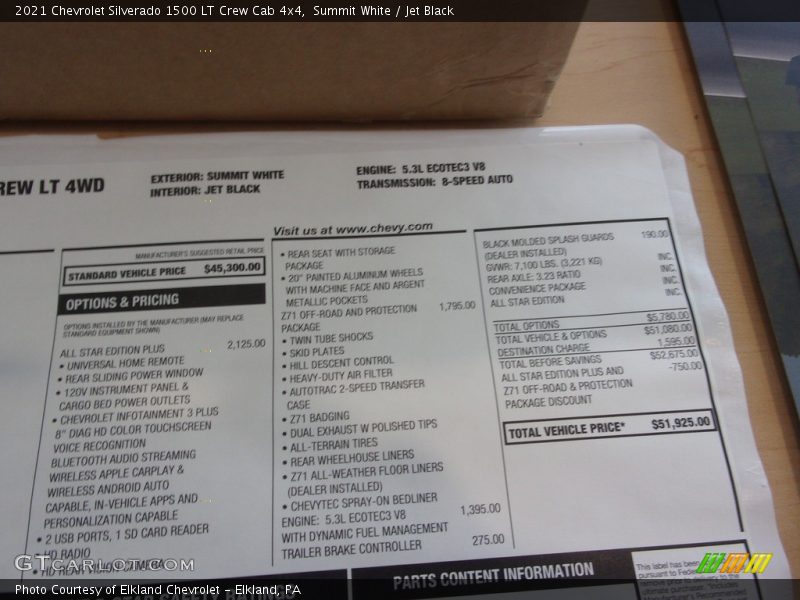 2021 Chevrolet Silverado 1500 LT Crew Cab 4x4, Summit White / Jet Black
REW LT 4WD
EXTERIOR: SUMMIT WHITE
INTERIOR: JET BLACK
ENGINE: 5.3L ECOTEC3 V8
TRANSMISSION: 8-SPEED AUTO
Visit us at www.chevy.com
MANUFACTURER'S SUGGESTED RETAIL PRICE
STANDARD VEHICLE PRICE $45,300.00
OPTIONS & PRICING
OPTIONS INSTALLED BY THE MANUFACTURER (MAY REPLACE
STANDARD EQUIPMENT SHOWN)
ALL STAR EDITION PLUS 2,125.00
• UNIVERSAL HOME REMOTE
• REAR SLIDING POWER WINDOW
• 120V INSTRUMENT PANEL &
CARGO BED POWER OUTLETS
• CHEVROLET INFOTAINMENT 3 PLUS
8" DIAG HD COLOR TOUCHSCREEN
VOICE RECOGNITION
BLUETOOTH AUDIO STREAMING
WIRELESS APPLE CARPLAY &
WIRELESS ANDROID AUTO
CAPABLE, IN-VEHICLE APPS AND
PERSONALIZATION CAPABLE
• 2 USB PORTS, 1 SD CARD READER
• HD RADIO
• HD REAR VISION CAMERA
• REAR SEAT WITH STORAGE
PACKAGE
• 20" PAINTED ALUMINUM WHEELS
WITH MACHINE FACE AND ARGENT
METALLIC POCKETS
Z71 OFF-ROAD AND PROTECTION 1,795.00
PACKAGE
• TWIN TUBE SHOCKS
• SKID PLATES
• HILL DESCENT CONTROL
• HEAVY-DUTY AIR FILTER
• AUTOTRAC 2-SPEED TRANSFER
CASE
• Z71 BADGING
• DUAL EXHAUST W POLISHED TIPS
• ALL-TERRAIN TIRES
• REAR WHEELHOUSE LINERS
• Z71 ALL-WEATHER FLOOR LINERS
(DEALER INSTALLED)
• CHEVYTEC SPRAY-ON BEDLINER
ENGINE: 5.3L ECOTEC3 V8 1,395.00
WITH DYNAMIC FUEL MANAGEMENT
TRAILER BRAKE CONTROLLER 275.00
BLACK MOLDED SPLASH GUARDS 190.00
(DEALER INSTALLED)
GVWR: 7,100 LBS. (3,221 KG) INC.
REAR AXLE: 3.23 RATIO INC.
CONVENIENCE PACKAGE INC.
ALL STAR EDITION INC.
TOTAL OPTIONS $5,780.00
TOTAL VEHICLE & OPTIONS $51,080.00
DESTINATION CHARGE 1,595.00
TOTAL BEFORE SAVINGS $52,675.00
ALL STAR EDITION PLUS AND -750.00
Z71 OFF-ROAD & PROTECTION
PACKAGE DISCOUNT
TOTAL VEHICLE PRICE* $51,925.00
PARTS CONTENT INFORMATION
This label has been
pursuant to Feder
GTcarlot.com
Photo Courtesy of Elkland Chevrolet - Elkland, PA